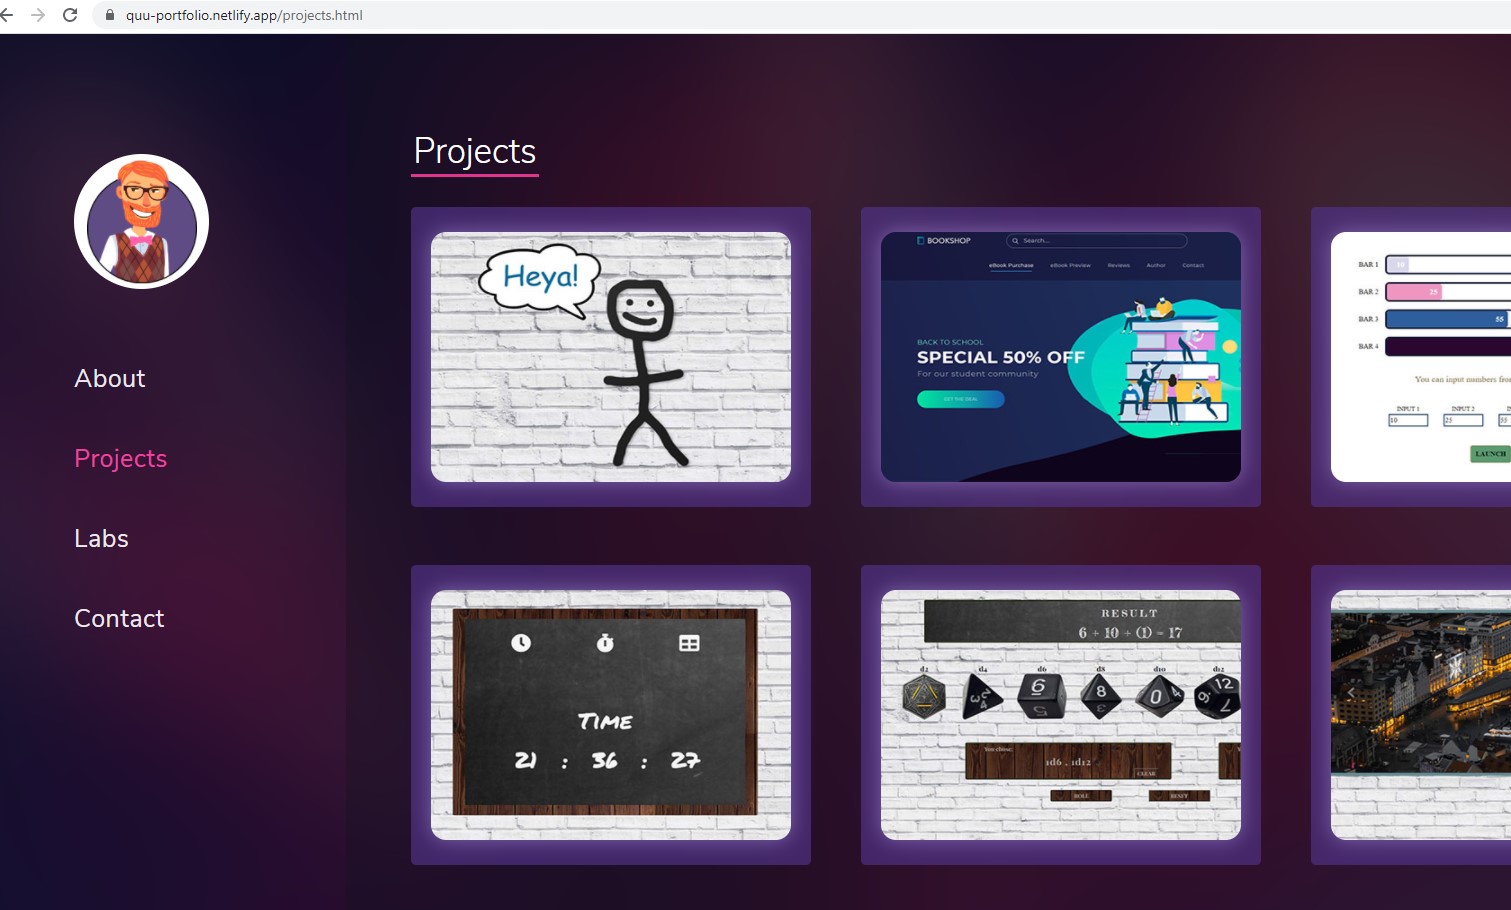 quu-portfolio.netlify.app/projects.html
About
Projects
Labs
Contact
Projects
Heya!
BOOKSHOP
Search...
eBook Purchase eBook Preview Reviews Author Contact
BACK TO SCHOOL
SPECIAL 50% OFF
For our student community
GET THE DEAL
BAR 1
BAR 2 25
BAR 3 55
BAR 4
You can input numbers from
INPUT 1 INPUT 2
10 25 55
LAUNCH
TIME
21 : 36 : 27
RESULT
6 + 10 + (1) = 17
d2 d4 d6 d8 d10 d12
6 8 0 12
You chose:
1d6 , 1d12
CLEAR
ROLL RESET